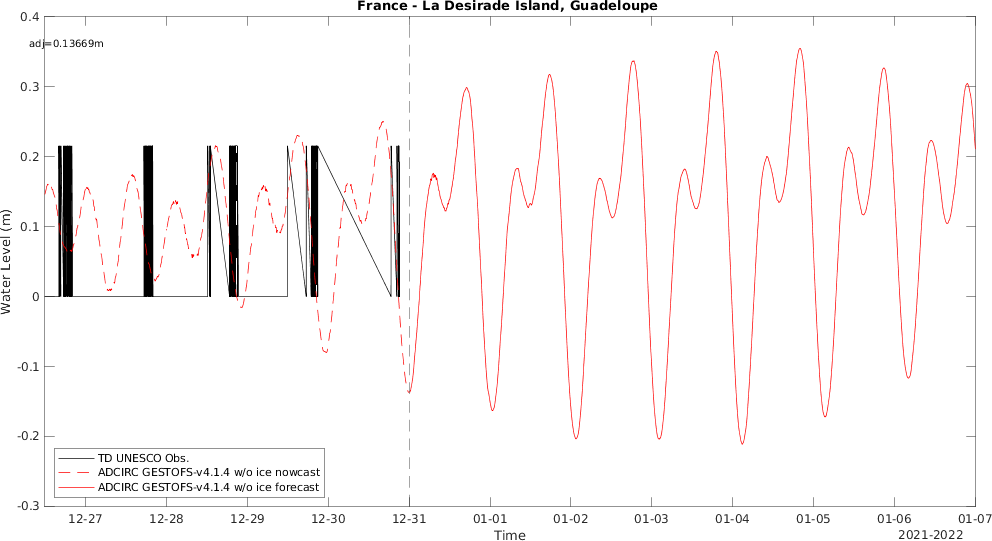 France - La Desirade Island, Guadeloupe
adj=0.13669m
0.4
0.3
0.2
0.1
0
-0.1
-0.2
-0.3
Water Level (m)
TD UNESCO Obs.
ADCIRC GESTOFS-v4.1.4 w/o ice nowcast
ADCIRC GESTOFS-v4.1.4 w/o ice forecast
12-27 12-28 12-29 12-30 12-31 01-01 01-02 01-03 01-04 01-05 01-06 01-07
Time
2021-2022